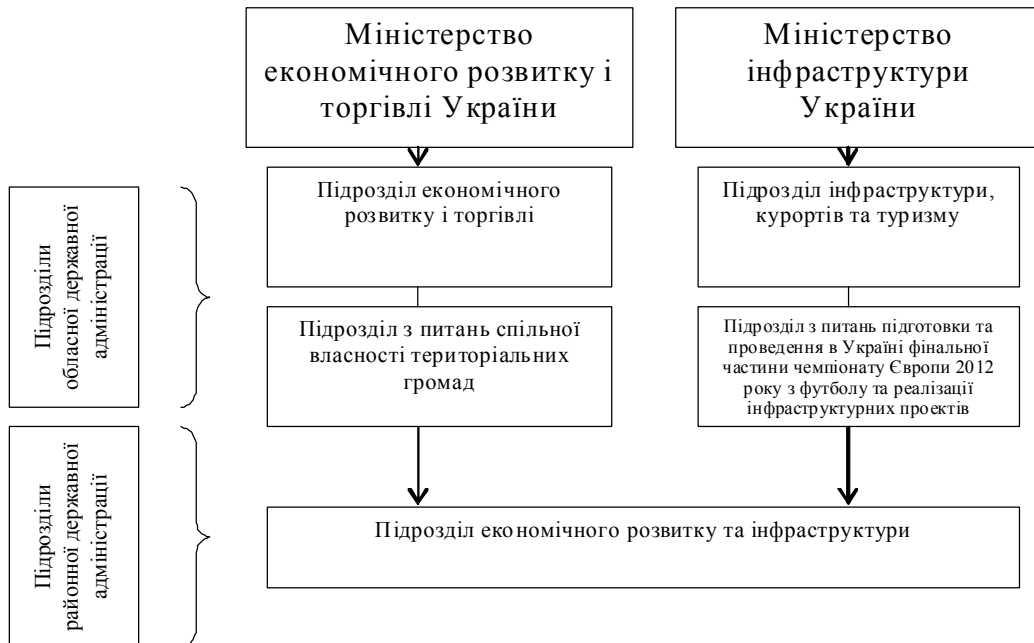 Міністерство
економічного розвитку і
торгівлі України
Міністерство
інфраструктури
України
Підрозділи
обласної державної
адміністрації
Підрозділ економічного
розвитку і торгівлі
Підрозділ інфраструктури,
курортів та туризму
Підрозділ з питань спільної
власності територіальних
громад
Підрозділ з питань підготовки та
проведення в Україні фінальної
частини чемпіонату Європи 2012
року з футболу та реалізації
інфраструктурних проектів
Підрозділи
районної державної
адміністрації
Підрозділ економічного розвитку та інфраструктури